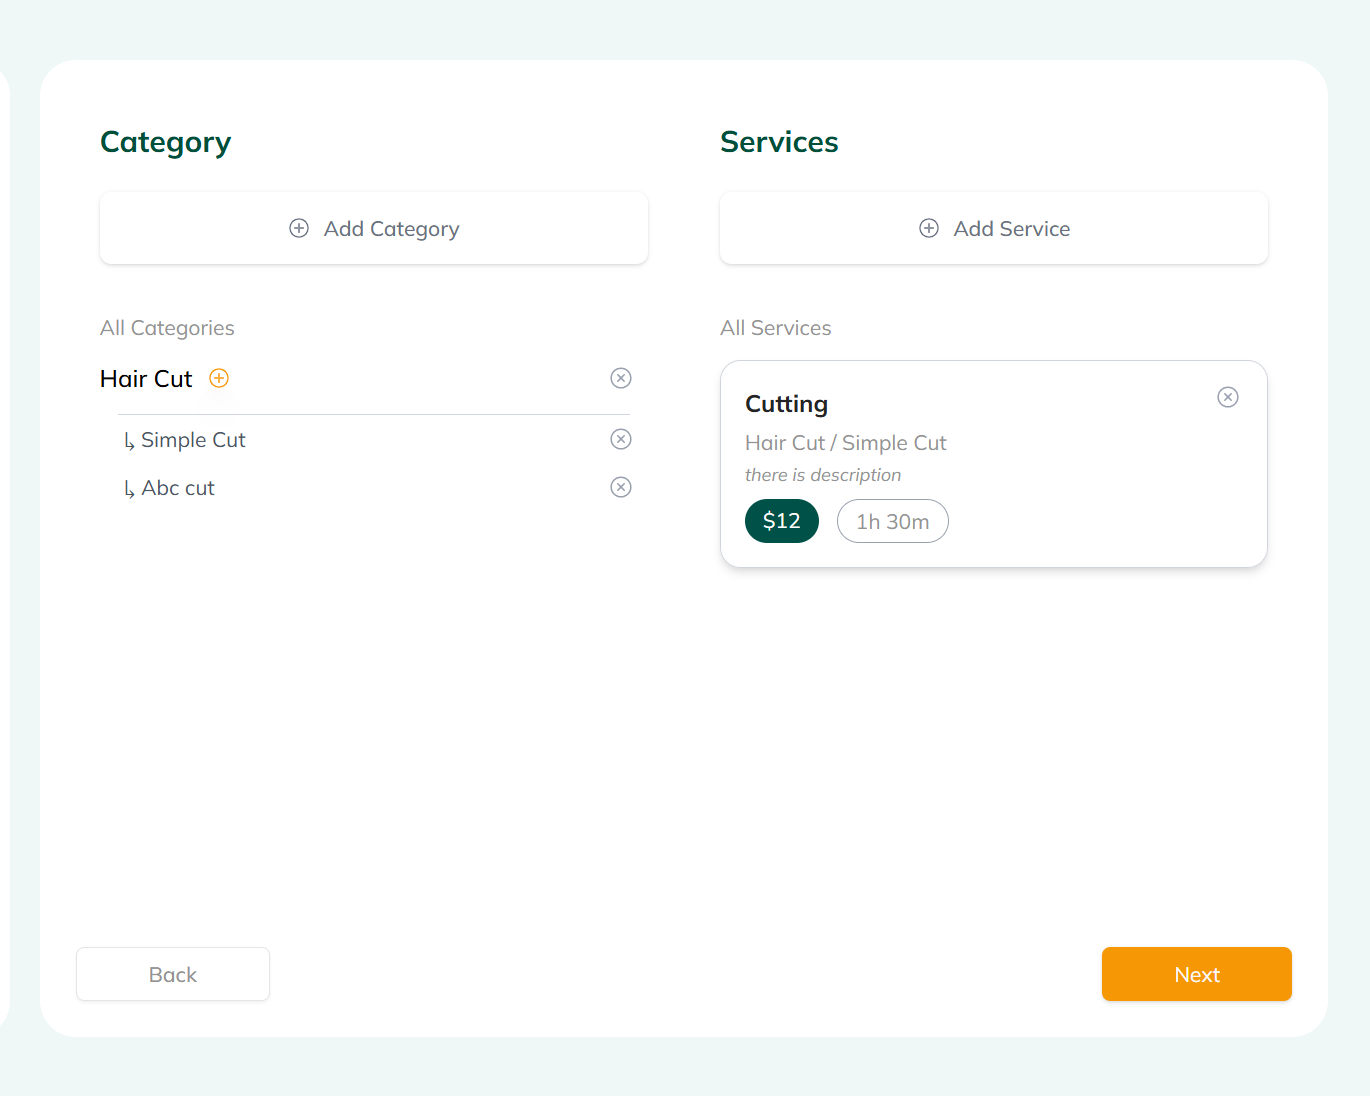 Category
Add Category
All Categories
Hair Cut
Simple Cut
Abc cut
Services
Add Service
All Services
Cutting
Hair Cut / Simple Cut
there is description
$12
1h 30m
Back
Next